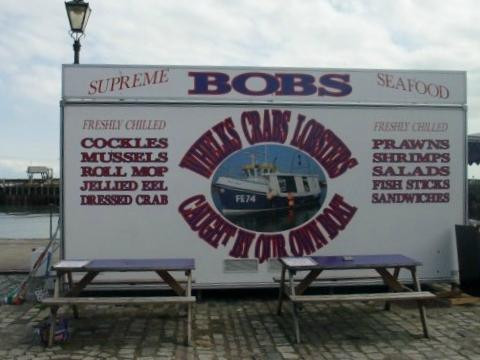 SUPREME BOBS SEAFOOD
FRESHLY CHILLED
COCKLES
MUSSELS
ROLL MOP
JELLIED EEL
DRESSED CRAB
WHELKS CRABS LOBSTERS
FE74
CAUGHT BY OUR OWN BOAT
FRESHLY CHILLED
PRAWNS
SHRIMPS
SALADS
FISH STICKS
SANDWICHES